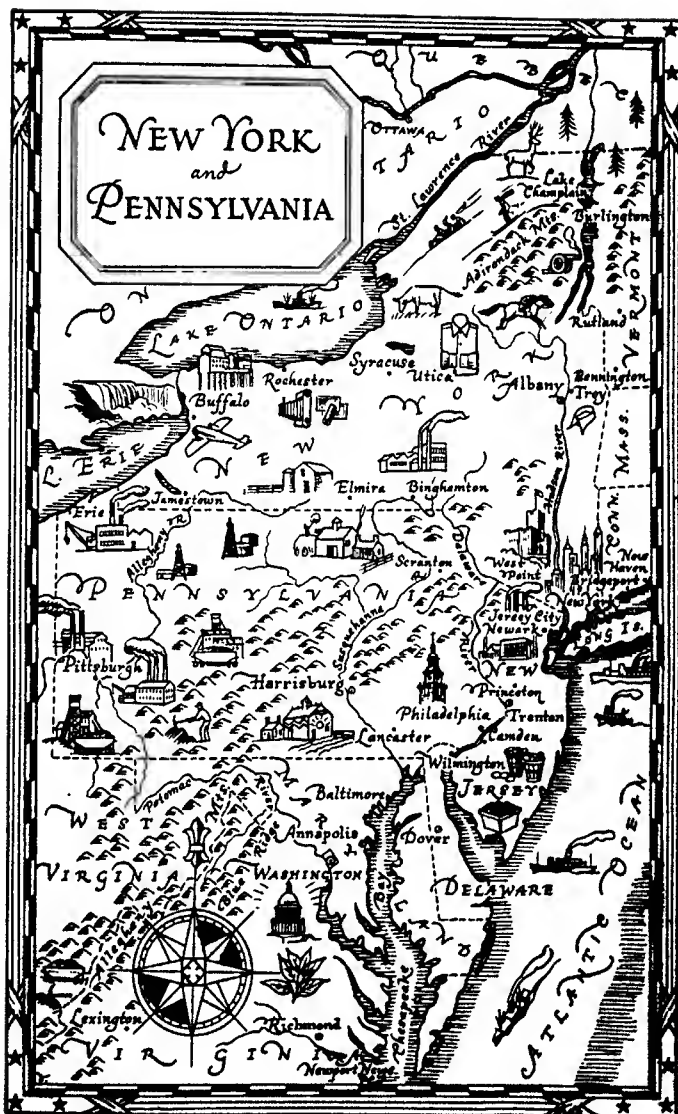 NEW YORK
and
PENNSYLVANIA
QUEBEC
OTTAWA
ONTARIO
St. Lawrence River
Lake
Champlain
Burlington
Adirondack Mts.
VERMONT
LAKE ONTARIO
Rutland
Syracuse
Rochester
Utica
Albany
Bennington
Troy
Buffalo
NEW YORK
MASS.
L. ERIE
Hudson River
Jamestown
Elmira
Binghamton
Erie
CONN.
Allegheny R.
Delaware
Scranton
West
Point
New
Haven
Bridgeport
New York
PENNSYLVANIA
Susquehanna
Jersey City
Newark
LONG IS.
Pittsburgh
NEW
Harrisburg
Princeton
Philadelphia
Trenton
Lancaster
Camden
Wilmington
JERSEY
Potomac
River
Baltimore
WEST
VIRGINIA
Annapolis
Dover
Blue Ridge
Mts.
WASHINGTON
DELAWARE
Allegheny
Chesapeake
Bay
ATLANTIC
OCEAN
Lexington
Richmond
VIRGINIA
Newport News